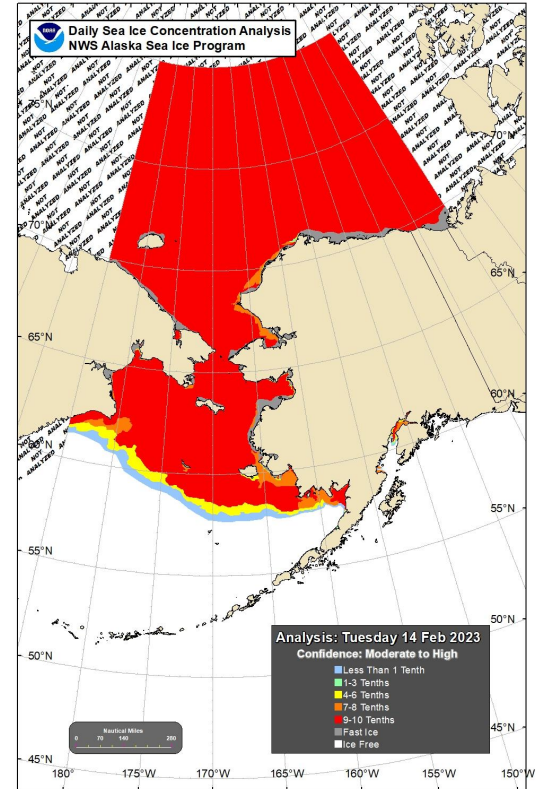 NOAA
Daily Sea Ice Concentration Analysis
NWS Alaska Sea Ice Program
NOT ANALYZED
75°N
70°N
70°N
65°N
65°N
60°N
60°N
55°N
55°N
50°N
50°N
45°N
45°N
Analysis: Tuesday 14 Feb 2023
Confidence: Moderate to High
Less Than 1 Tenth
1-3 Tenths
4-6 Tenths
7-8 Tenths
9-10 Tenths
Fast Ice
Ice Free
Nautical Miles
0 70 140 280
180° 175°W 170°W 165°W 160°W 155°W 150°W